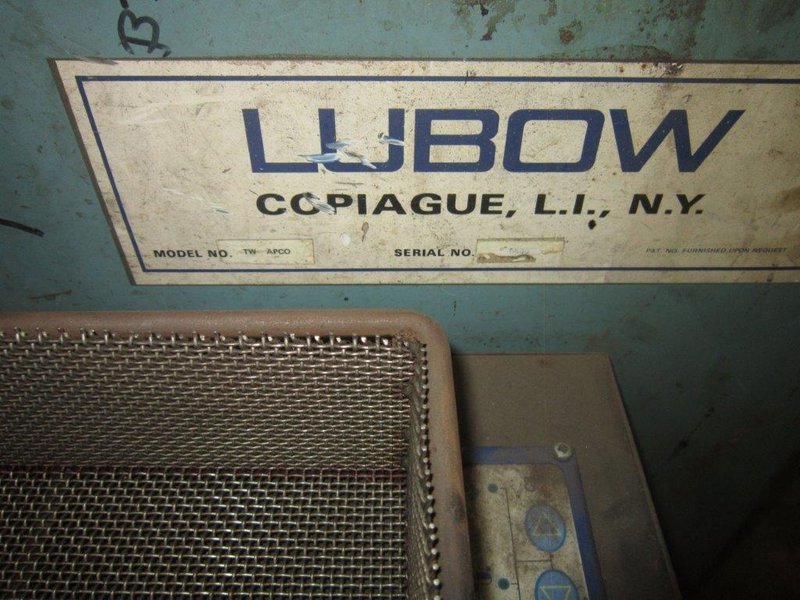 B
LUBOW
COPIAGUE, L.I., N.Y.
MODEL NO. TW APCO SERIAL NO. PAT. NO. FURNISHED UPON REQUEST